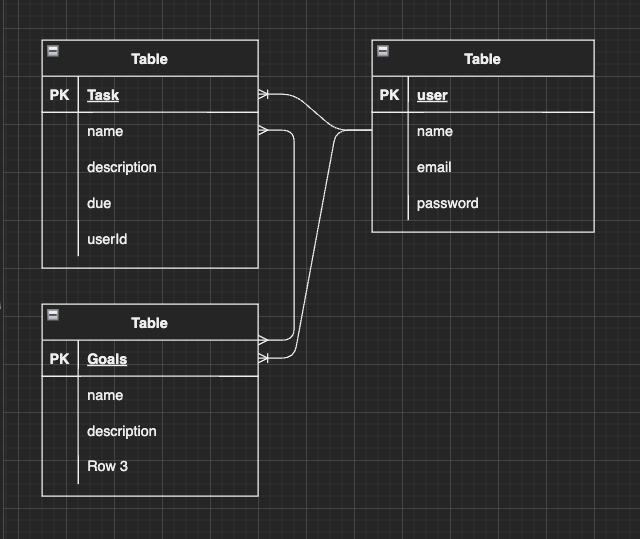 Table
PK Task
name
description
due
userId
Table
PK user
name
email
password
Table
PK Goals
name
description
Row 3